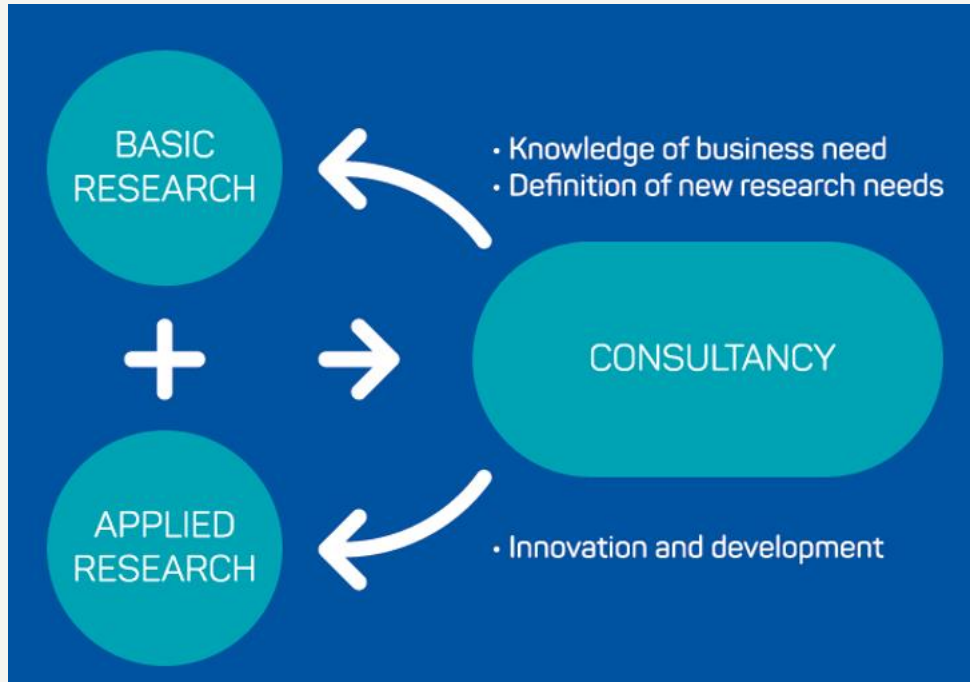 BASIC
RESEARCH
• Knowledge of business need
• Definition of new research needs
+
CONSULTANCY
APPLIED
RESEARCH
• Innovation and development